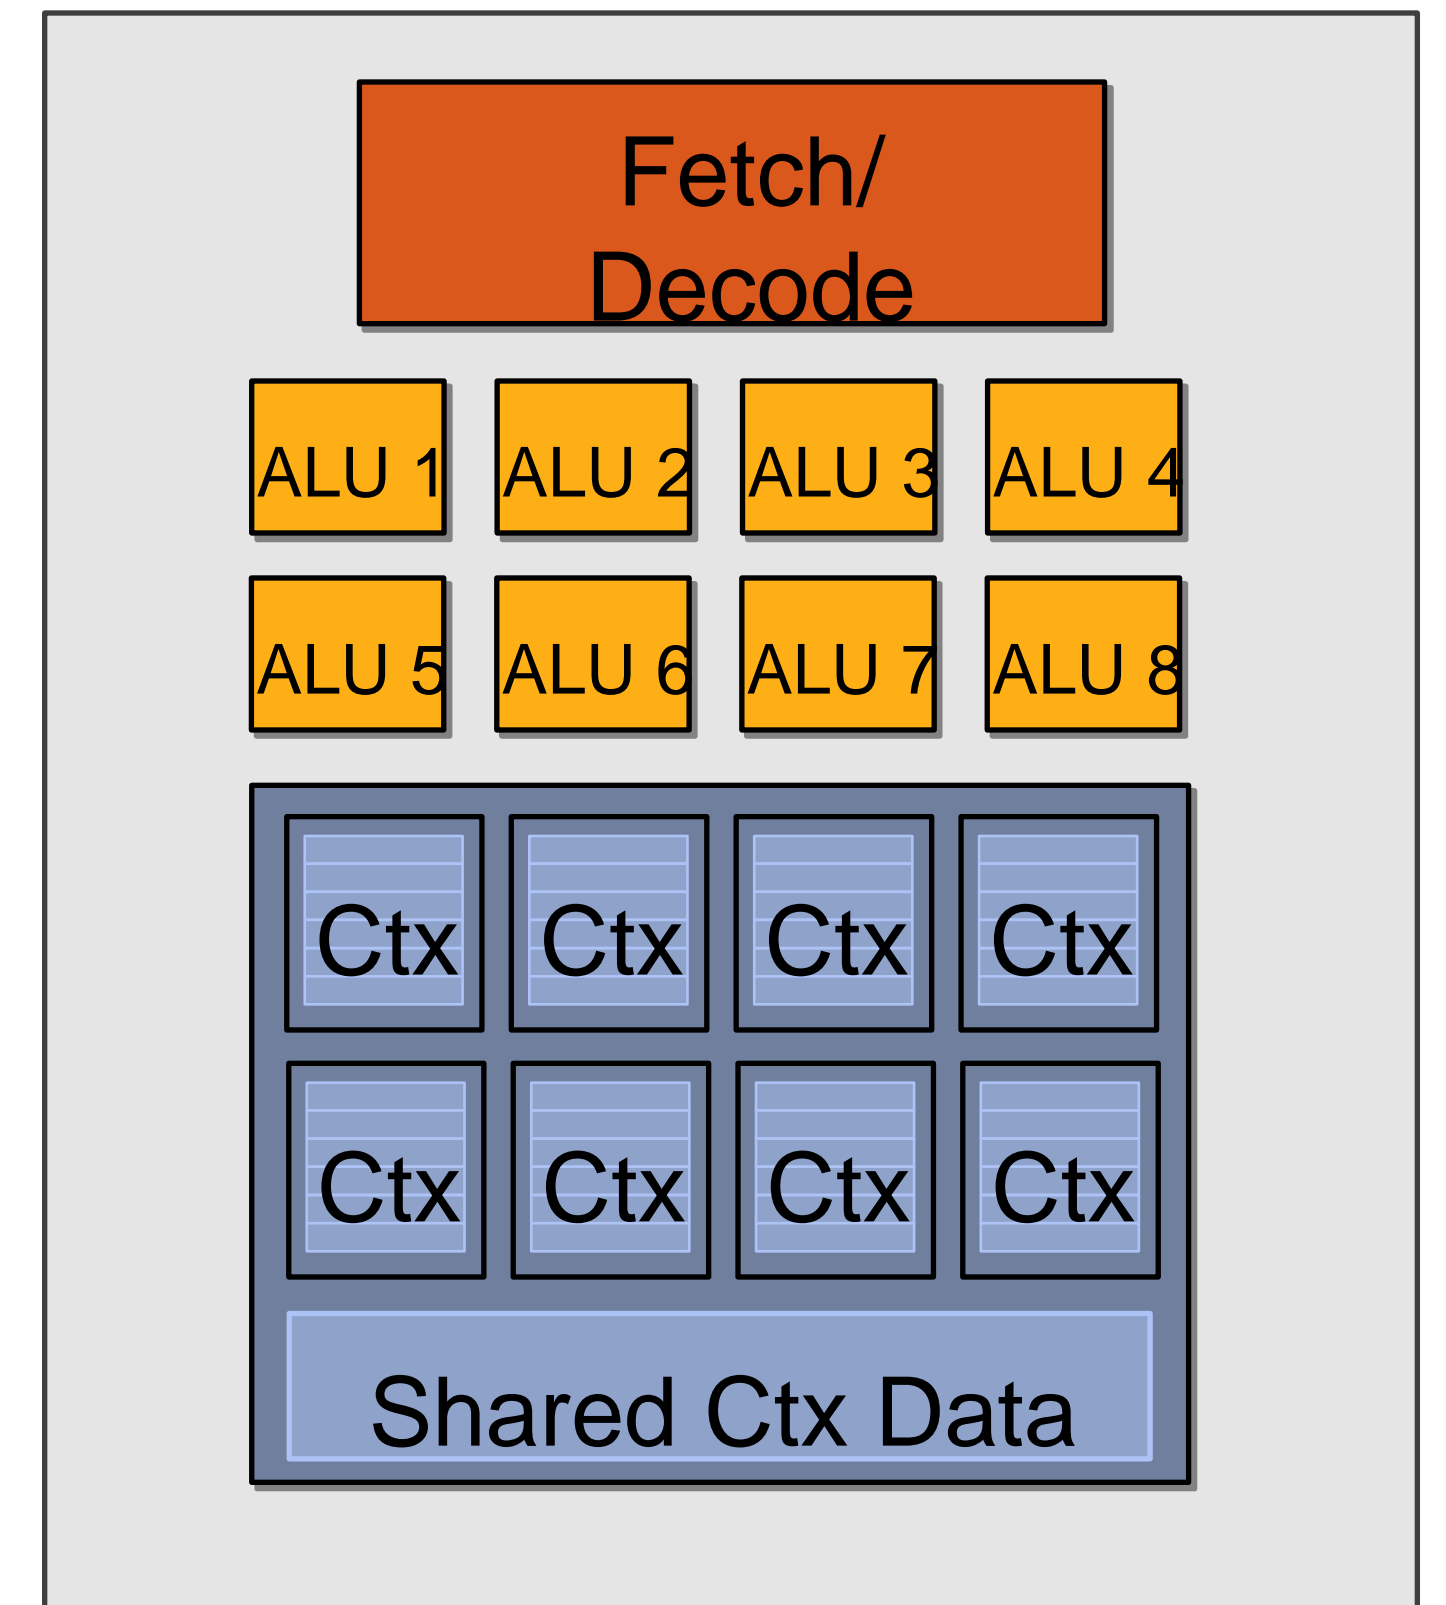 Fetch/
Decode
ALU 1 ALU 2 ALU 3 ALU 4
ALU 5 ALU 6 ALU 7 ALU 8
Ctx Ctx Ctx Ctx
Ctx Ctx Ctx Ctx
Shared Ctx Data